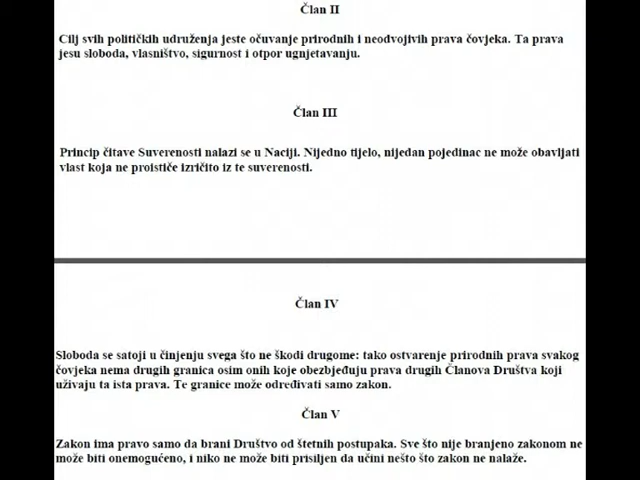 Član II
Cilj svih političkih udruženja jeste očuvanje prirodnih i neodvojivih prava čovjeka. Ta prava
jesu sloboda, vlasništvo, sigurnost i otpor ugnjetavanju.
Član III
Princip čitave Suverenosti nalazi se u Naciji. Nijedno tijelo, nijedan pojedinac ne može obavljati
vlast koja ne proističe izričito iz te suverenosti.
Član IV
Sloboda se satoji u činjenju svega što ne škodi drugome: tako ostvarenje prirodnih prava svakog
čovjeka nema drugih granica osim onih koje obezbjeđuju prava drugih Članova Društva koji
uživaju ta ista prava. Te granice može određivati samo zakon.
Član V
Zakon ima pravo samo da brani Društvo od štetnih postupaka. Sve što nije branjeno zakonom ne
može biti onemogućeno, i niko ne može biti prisiljen da učini nešto što zakon ne nalaže.